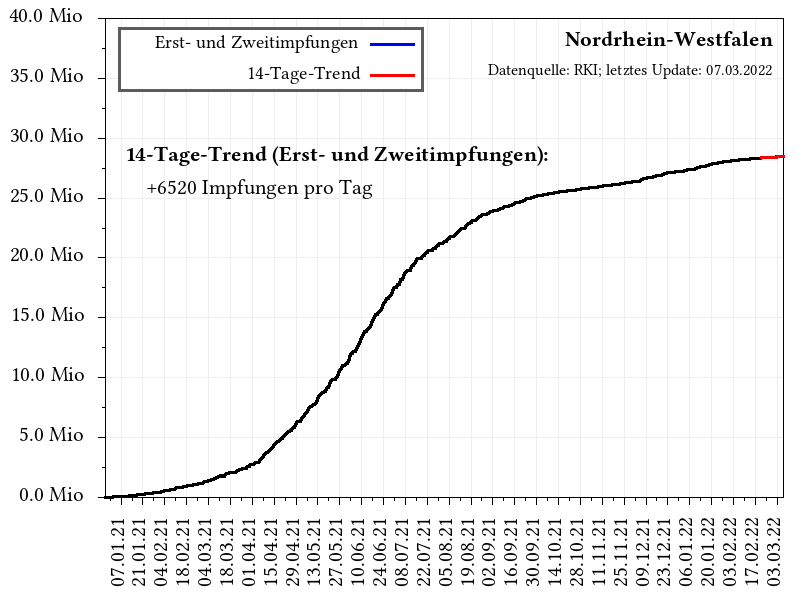 40.0 Mio
35.0 Mio
30.0 Mio
25.0 Mio
20.0 Mio
15.0 Mio
10.0 Mio
5.0 Mio
0.0 Mio
Erst- und Zweitimpfungen
14-Tage-Trend
Nordrhein-Westfalen
Datenquelle: RKI; letztes Update: 07.03.2022
14-Tage-Trend (Erst- und Zweitimpfungen):
+6520 Impfungen pro Tag
07.01.21
21.01.21
04.02.21
18.02.21
04.03.21
18.03.21
01.04.21
15.04.21
29.04.21
13.05.21
27.05.21
10.06.21
24.06.21
08.07.21
22.07.21
05.08.21
19.08.21
02.09.21
16.09.21
30.09.21
14.10.21
28.10.21
11.11.21
25.11.21
09.12.21
23.12.21
06.01.22
20.01.22
03.02.22
17.02.22
03.03.22